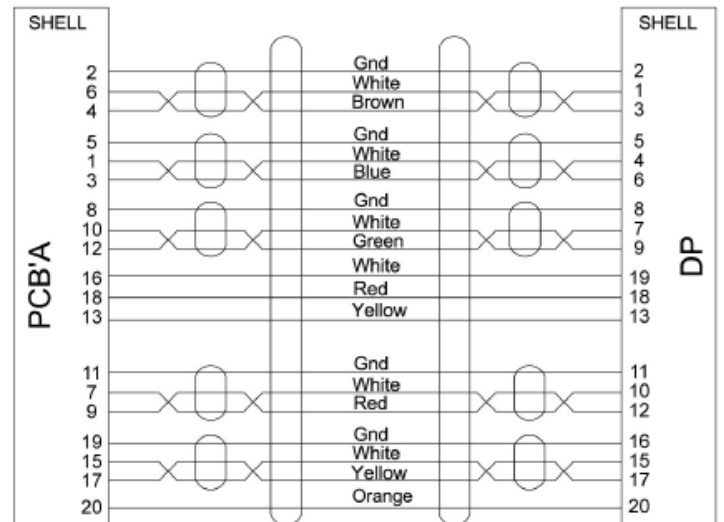 SHELL SHELL
2 Gnd 2
6 White 1
4 Brown 3
5 Gnd 5
1 White 4
3 Blue 6
8 Gnd 8
10 White 7
12 Green 9
16 White 19
18 Red 18
13 Yellow 13
PCB'A DP
11 Gnd 11
7 White 10
9 Red 12
19 Gnd 16
15 White 15
17 Yellow 17
20 Orange 20